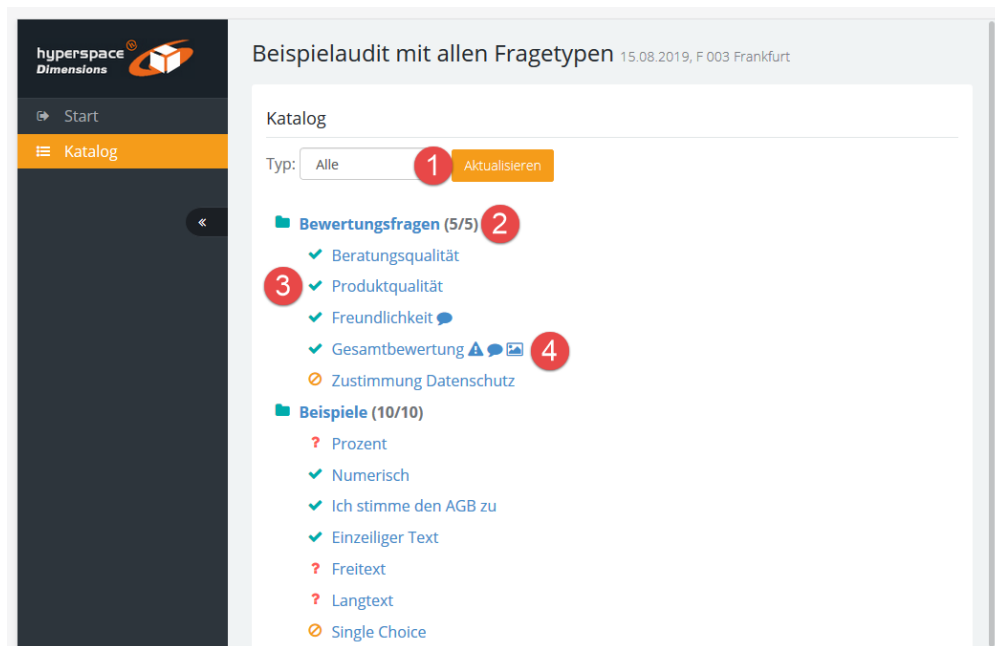 hyperspace®
Dimensions
Beispielaudit mit allen Fragetypen 15.08.2019, F 003 Frankfurt
Start
Katalog
«
Katalog
Typ: Alle 1 Aktualisieren
Bewertungsfragen (5/5) 2
Beratungsqualität
3 Produktqualität
Freundlichkeit
Gesamtbewertung 4
Zustimmung Datenschutz
Beispiele (10/10)
? Prozent
Numerisch
Ich stimme den AGB zu
Einzeiliger Text
? Freitext
? Langtext
Single Choice